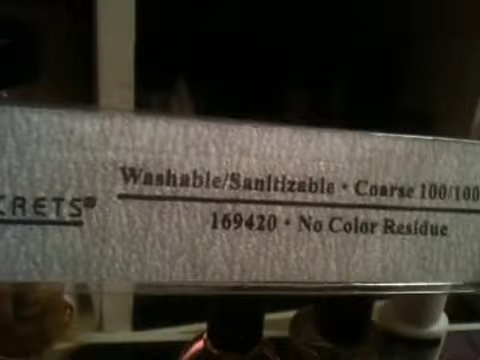 CRETS®
Washable/Sanitizable • Coarse 100/100
169420 • No Color Residue